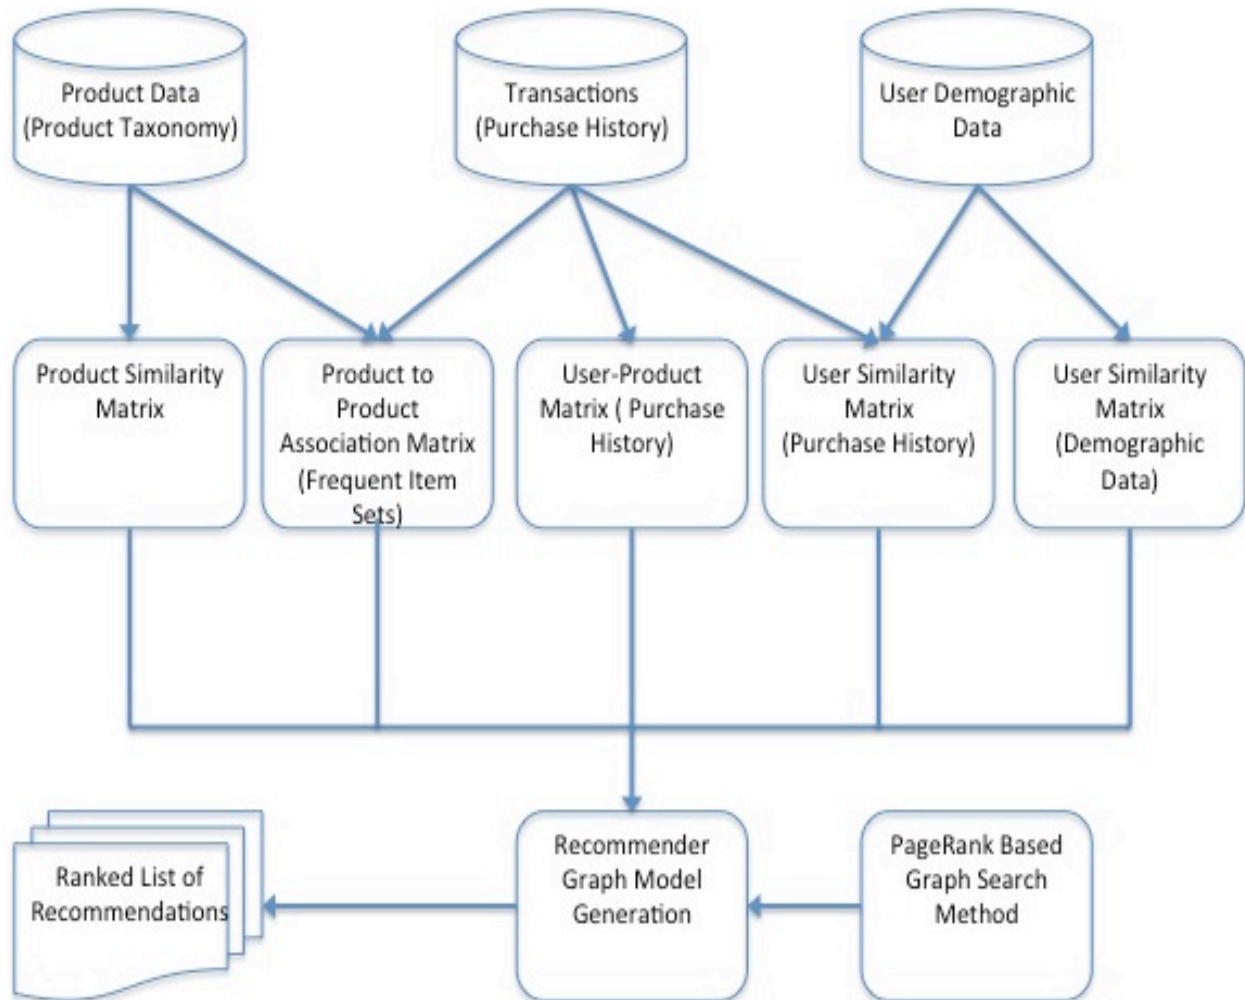 Product Data
(Product Taxonomy)
Transactions
(Purchase History)
User Demographic
Data
Product Similarity
Matrix
Product to
Product
Association Matrix
(Frequent Item
Sets)
User-Product
Matrix ( Purchase
History)
User Similarity
Matrix
(Purchase History)
User Similarity
Matrix
(Demographic
Data)
Ranked List of
Recommendations
Recommender
Graph Model
Generation
PageRank Based
Graph Search
Method